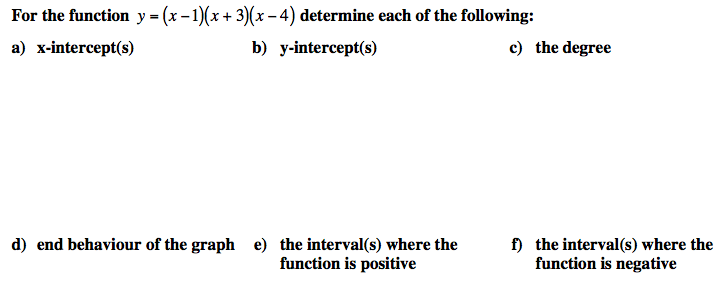 For the function y = (x − 1)(x + 3)(x − 4) determine each of the following:
a) x-intercept(s) b) y-intercept(s) c) the degree
d) end behaviour of the graph e) the interval(s) where the f) the interval(s) where the
function is positive function is negative